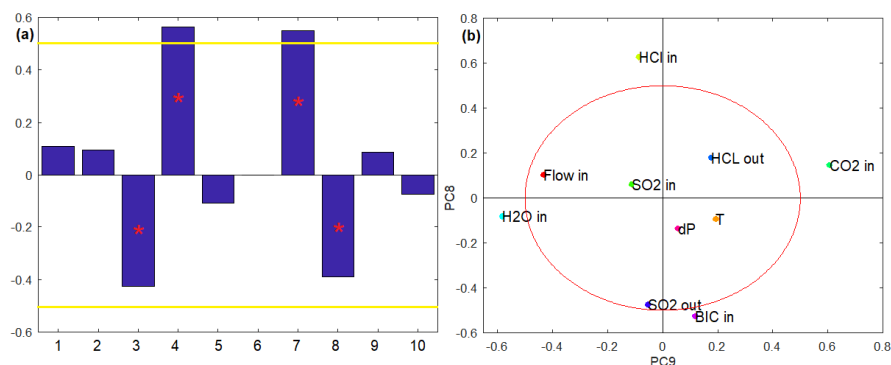 (a)
0.6
0.4
0.2
0
-0.2
-0.4
-0.6
1 2 3 4 5 6 7 8 9 10
* * * *
(b)
PC8
0.8
0.6
0.4
0.2
0
-0.2
-0.4
-0.6
HCl in
HCL out
CO2 in
Flow in
SO2 in
H2O in
T
dP
SO2 out
BIC in
-0.6 -0.4 -0.2 0 0.2 0.4 0.6 0.8
PC9